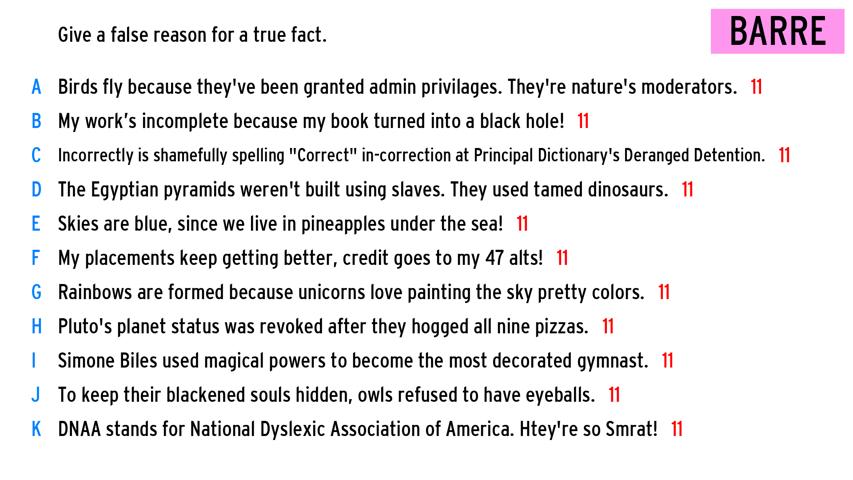 Give a false reason for a true fact.
BARRE
A Birds fly because they've been granted admin privilages. They're nature's moderators. 11
B My work’s incomplete because my book turned into a black hole! 11
C Incorrectly is shamefully spelling "Correct" in-correction at Principal Dictionary's Deranged Detention. 11
D The Egyptian pyramids weren't built using slaves. They used tamed dinosaurs. 11
E Skies are blue, since we live in pineapples under the sea! 11
F My placements keep getting better, credit goes to my 47 alts! 11
G Rainbows are formed because unicorns love painting the sky pretty colors. 11
H Pluto's planet status was revoked after they hogged all nine pizzas. 11
I Simone Biles used magical powers to become the most decorated gymnast. 11
J To keep their blackened souls hidden, owls refused to have eyeballs. 11
K DNAA stands for National Dyslexic Association of America. Htey're so Smrat! 11